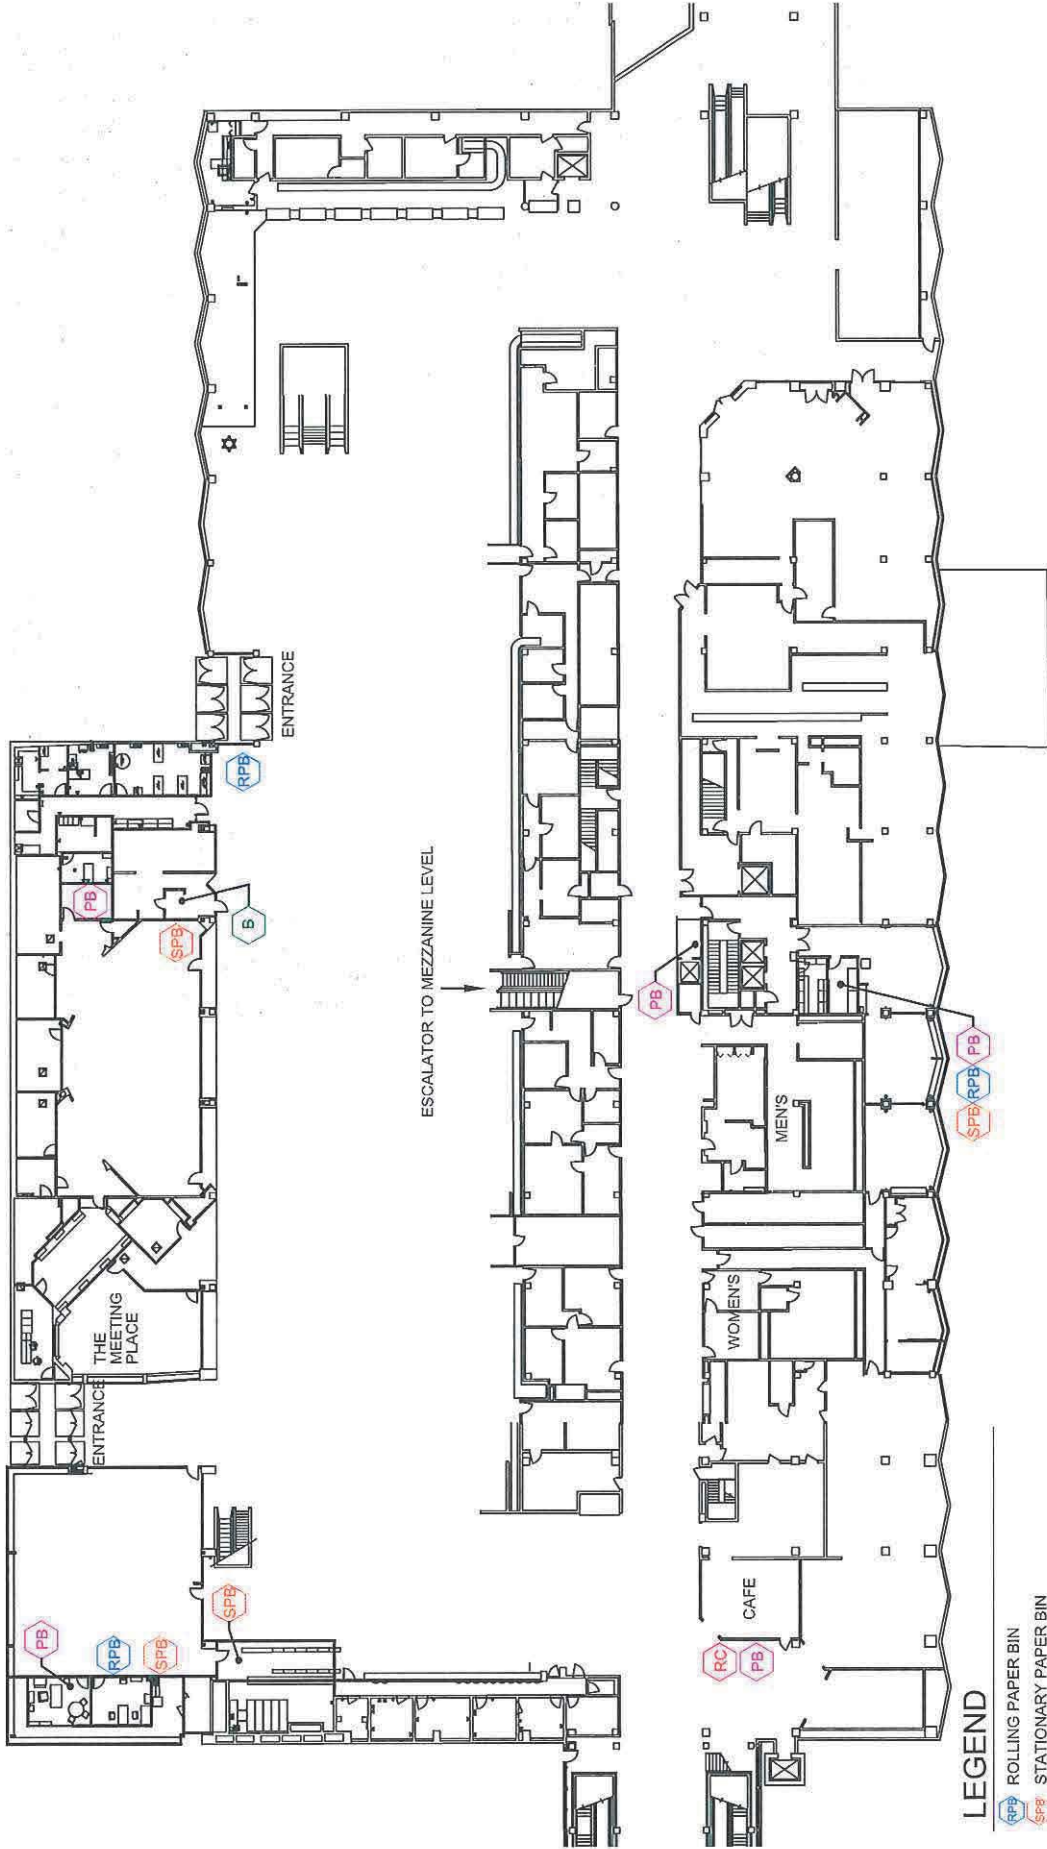 PB
RPB
SPB
SPB
ENTRANCE
THE
MEETING
PLACE
SPB
PB
B
RPB
ENTRANCE
ESCALATOR TO MEZZANINE LEVEL
PB
RC
PB
CAFE
WOMEN'S
MEN'S
SPB
RPB
PB
LEGEND
RPB ROLLING PAPER BIN
SPB STATIONARY PAPER BIN